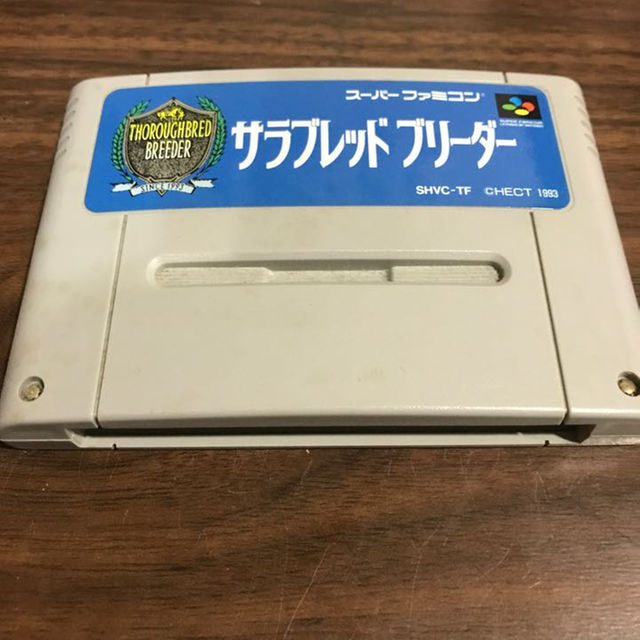 スーパーファミコン
THOROUGHBRED
BREEDER
SINCE 1993
サラブレッド ブリーダー
SHVC-TF ©HECT 1993